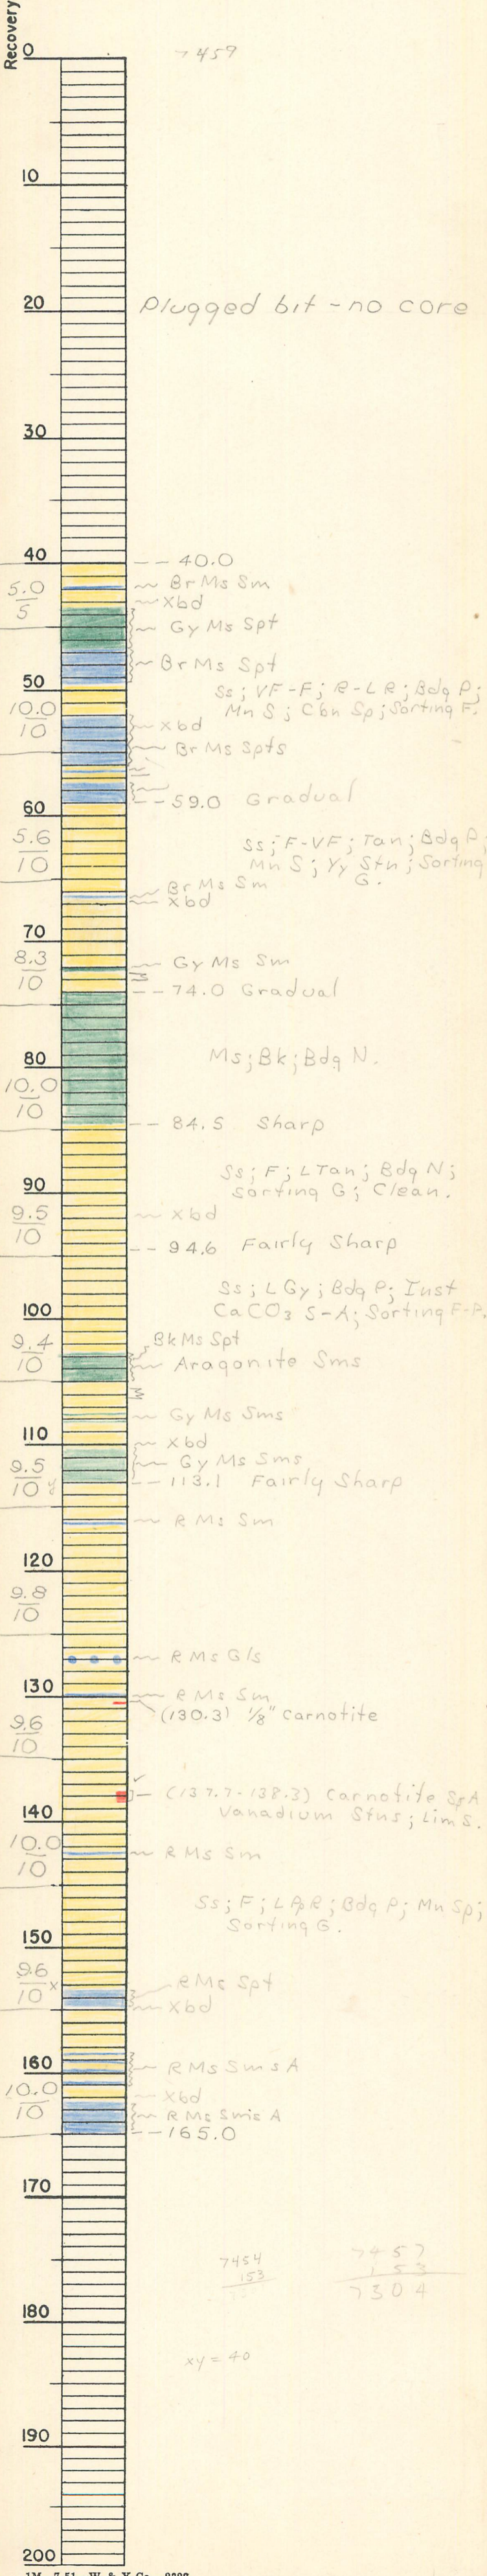 Recovery
0
7459
10
20
Plugged bit - no core
30
40
-- 40.0
5.0
5
Br Ms Sm
Xbd
Gy Ms Spt
Br Ms Spt
50
Ss; VF-F; R-LR; Bdg P;
Mn S; Cbn Sp; Sorting F.
10.0
10
Xbd
Br Ms Spts
-- 59.0 Gradual
60
5.6
10
Ss; F-VF; Tan; Bdg P;
Mn S; Yy Stn; Sorting
G.
Br Ms Sm
Xbd
70
8.3
10
Gy Ms Sm
-- 74.0 Gradual
80
Ms; Bk; Bdg N.
10.0
10
-- 84.5 Sharp
90
Ss; F; L Tan; Bdg N;
Sorting G; Clean.
9.5
10
Xbd
-- 94.6 Fairly Sharp
100
Ss; L Gy; Bdg P; Inst
CaCO3 S-A; Sorting F-P.
9.4
10
Bk Ms Spt
Aragonite Sms
Gy Ms Sms
110
Xbd
9.5
10
Gy Ms Sms
-- 113.1 Fairly Sharp
R Ms Sm
120
9.8
10
R Ms Gls
130
R Ms Sm
(130.3) 1/8" Carnotite
9.6
10
(137.7-138.3) Carnotite Sp A
Vanadium Stns; Lim S.
140
10.0
10
R Ms Sm
Ss; F; L R; Bdg P; Mn Sp;
Sorting G.
150
9.6
10 x
R Ms Spt
Xbd
160
R Ms Sms A
10.0
10
Xbd
R Ms Sms A
-- 165.0
170
7454
153
7457
153
7304
180
xy = 40
190
200